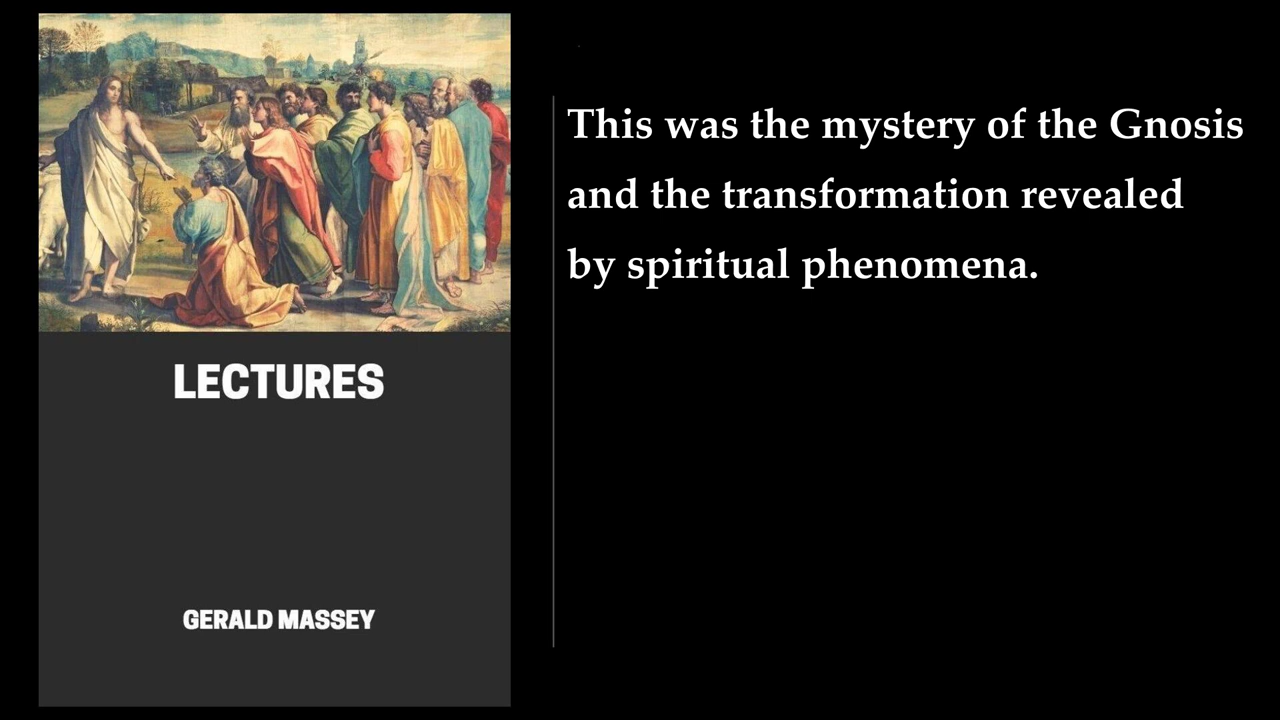 LECTURES
GERALD MASSEY
This was the mystery of the Gnosis
and the transformation revealed
by spiritual phenomena.